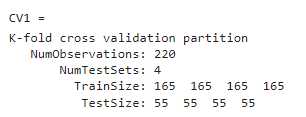 CV1 =
K-fold cross validation partition
NumObservations: 220
NumTestSets: 4
TrainSize: 165 165 165 165
TestSize: 55 55 55 55